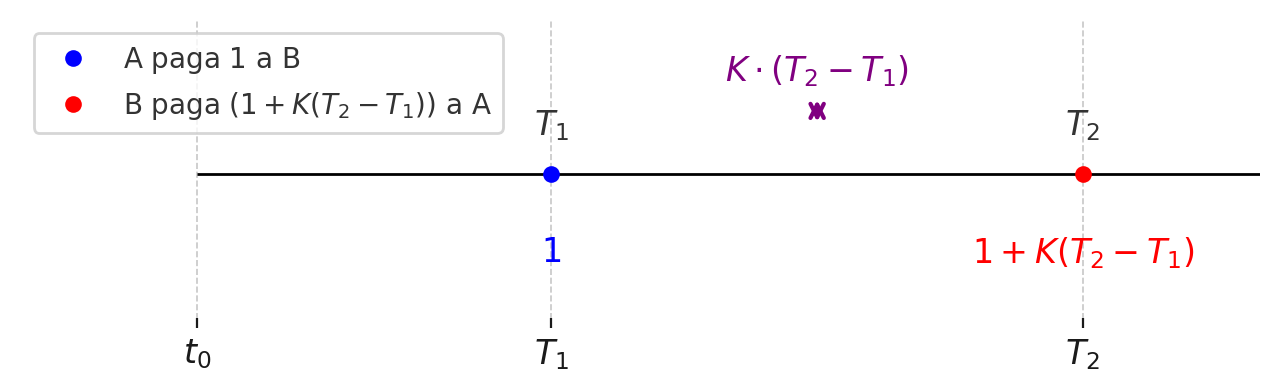 A paga 1 a B
B paga $(1 + K(T_2 - T_1))$ a A
$K \cdot (T_2 - T_1)$
$T_1$
$T_2$
1
$1 + K(T_2 - T_1)$
$t_0$
$T_1$
$T_2$